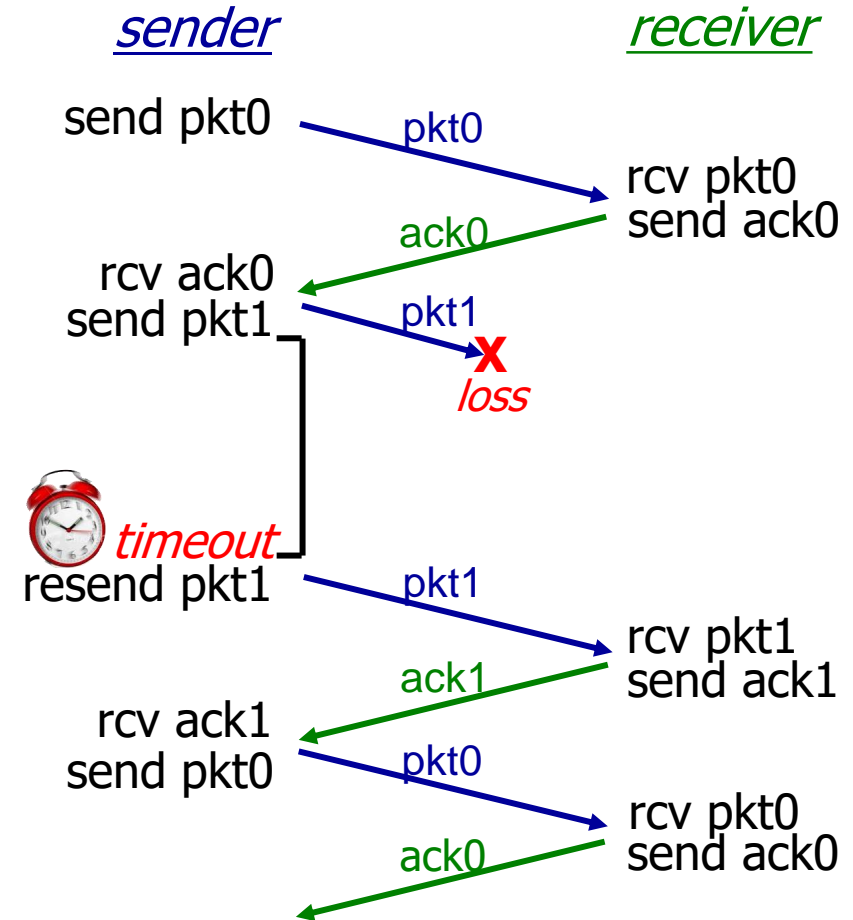 sender
receiver
send pkt0
pkt0
rcv pkt0
send ack0
ack0
rcv ack0
send pkt1
pkt1
X
loss
timeout
resend pkt1
pkt1
rcv pkt1
send ack1
ack1
rcv ack1
send pkt0
pkt0
rcv pkt0
send ack0
ack0